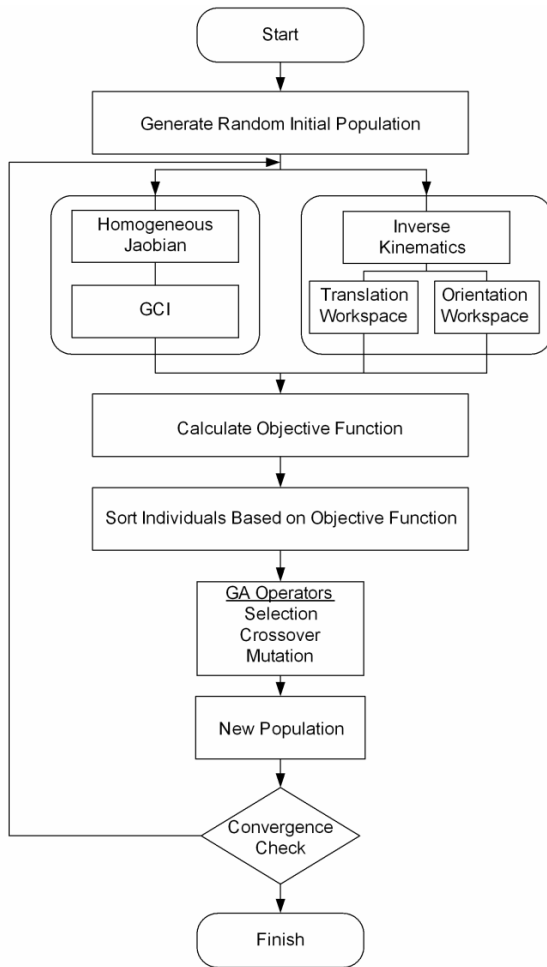 Start
Generate Random Initial Population
Homogeneous
Jaobian
GCI
Inverse
Kinematics
Translation
Workspace
Orientation
Workspace
Calculate Objective Function
Sort Individuals Based on Objective Function
GA Operators
Selection
Crossover
Mutation
New Population
Convergence
Check
Finish